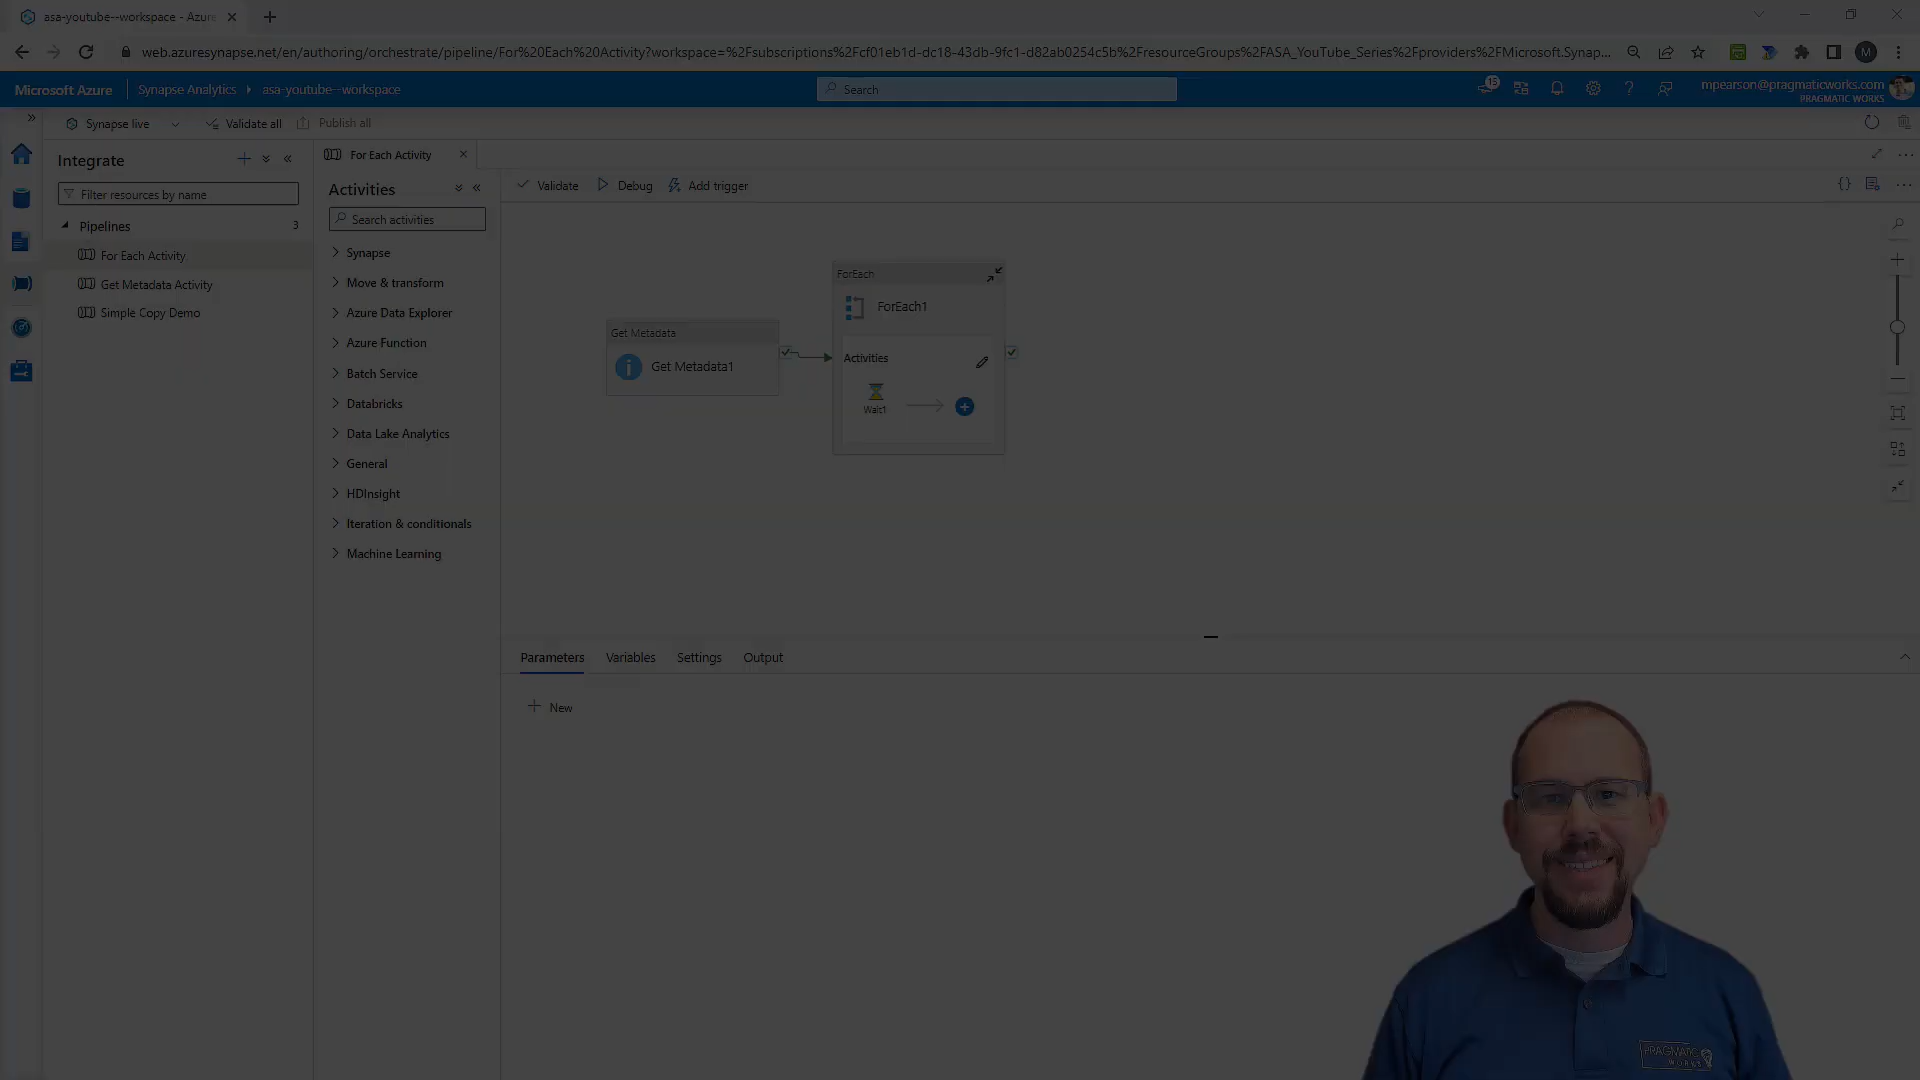 asa-youtube--workspace - Azure
web.azuresynapse.net/en/authoring/orchestrate/pipeline/For%20Each%20Activity?workspace=%2Fsubscriptions%2Fcf01eb1d-dc18-43db-9fc1-d82ab0254c5b%2FresourceGroups%2FASA_YouTube_Series%2Fproviders%2FMicrosoft.Synap...
M
Microsoft Azure
Synapse Analytics
asa-youtube--workspace
Search
15
mpearson@pragmaticworks.com
PRAGMATIC WORKS
Synapse live
Validate all
Publish all
Integrate
Filter resources by name
Pipelines
3
For Each Activity
Get Metadata Activity
Simple Copy Demo
For Each Activity
Activities
Search activities
Synapse
Move & transform
Azure Data Explorer
Azure Function
Batch Service
Databricks
Data Lake Analytics
General
HDInsight
Iteration & conditionals
Machine Learning
Validate
Debug
Add trigger
Get Metadata
Get Metadata1
ForEach
ForEach1
Activities
Wait1
Parameters
Variables
Settings
Output
New
PRAGMATIC
WORKS